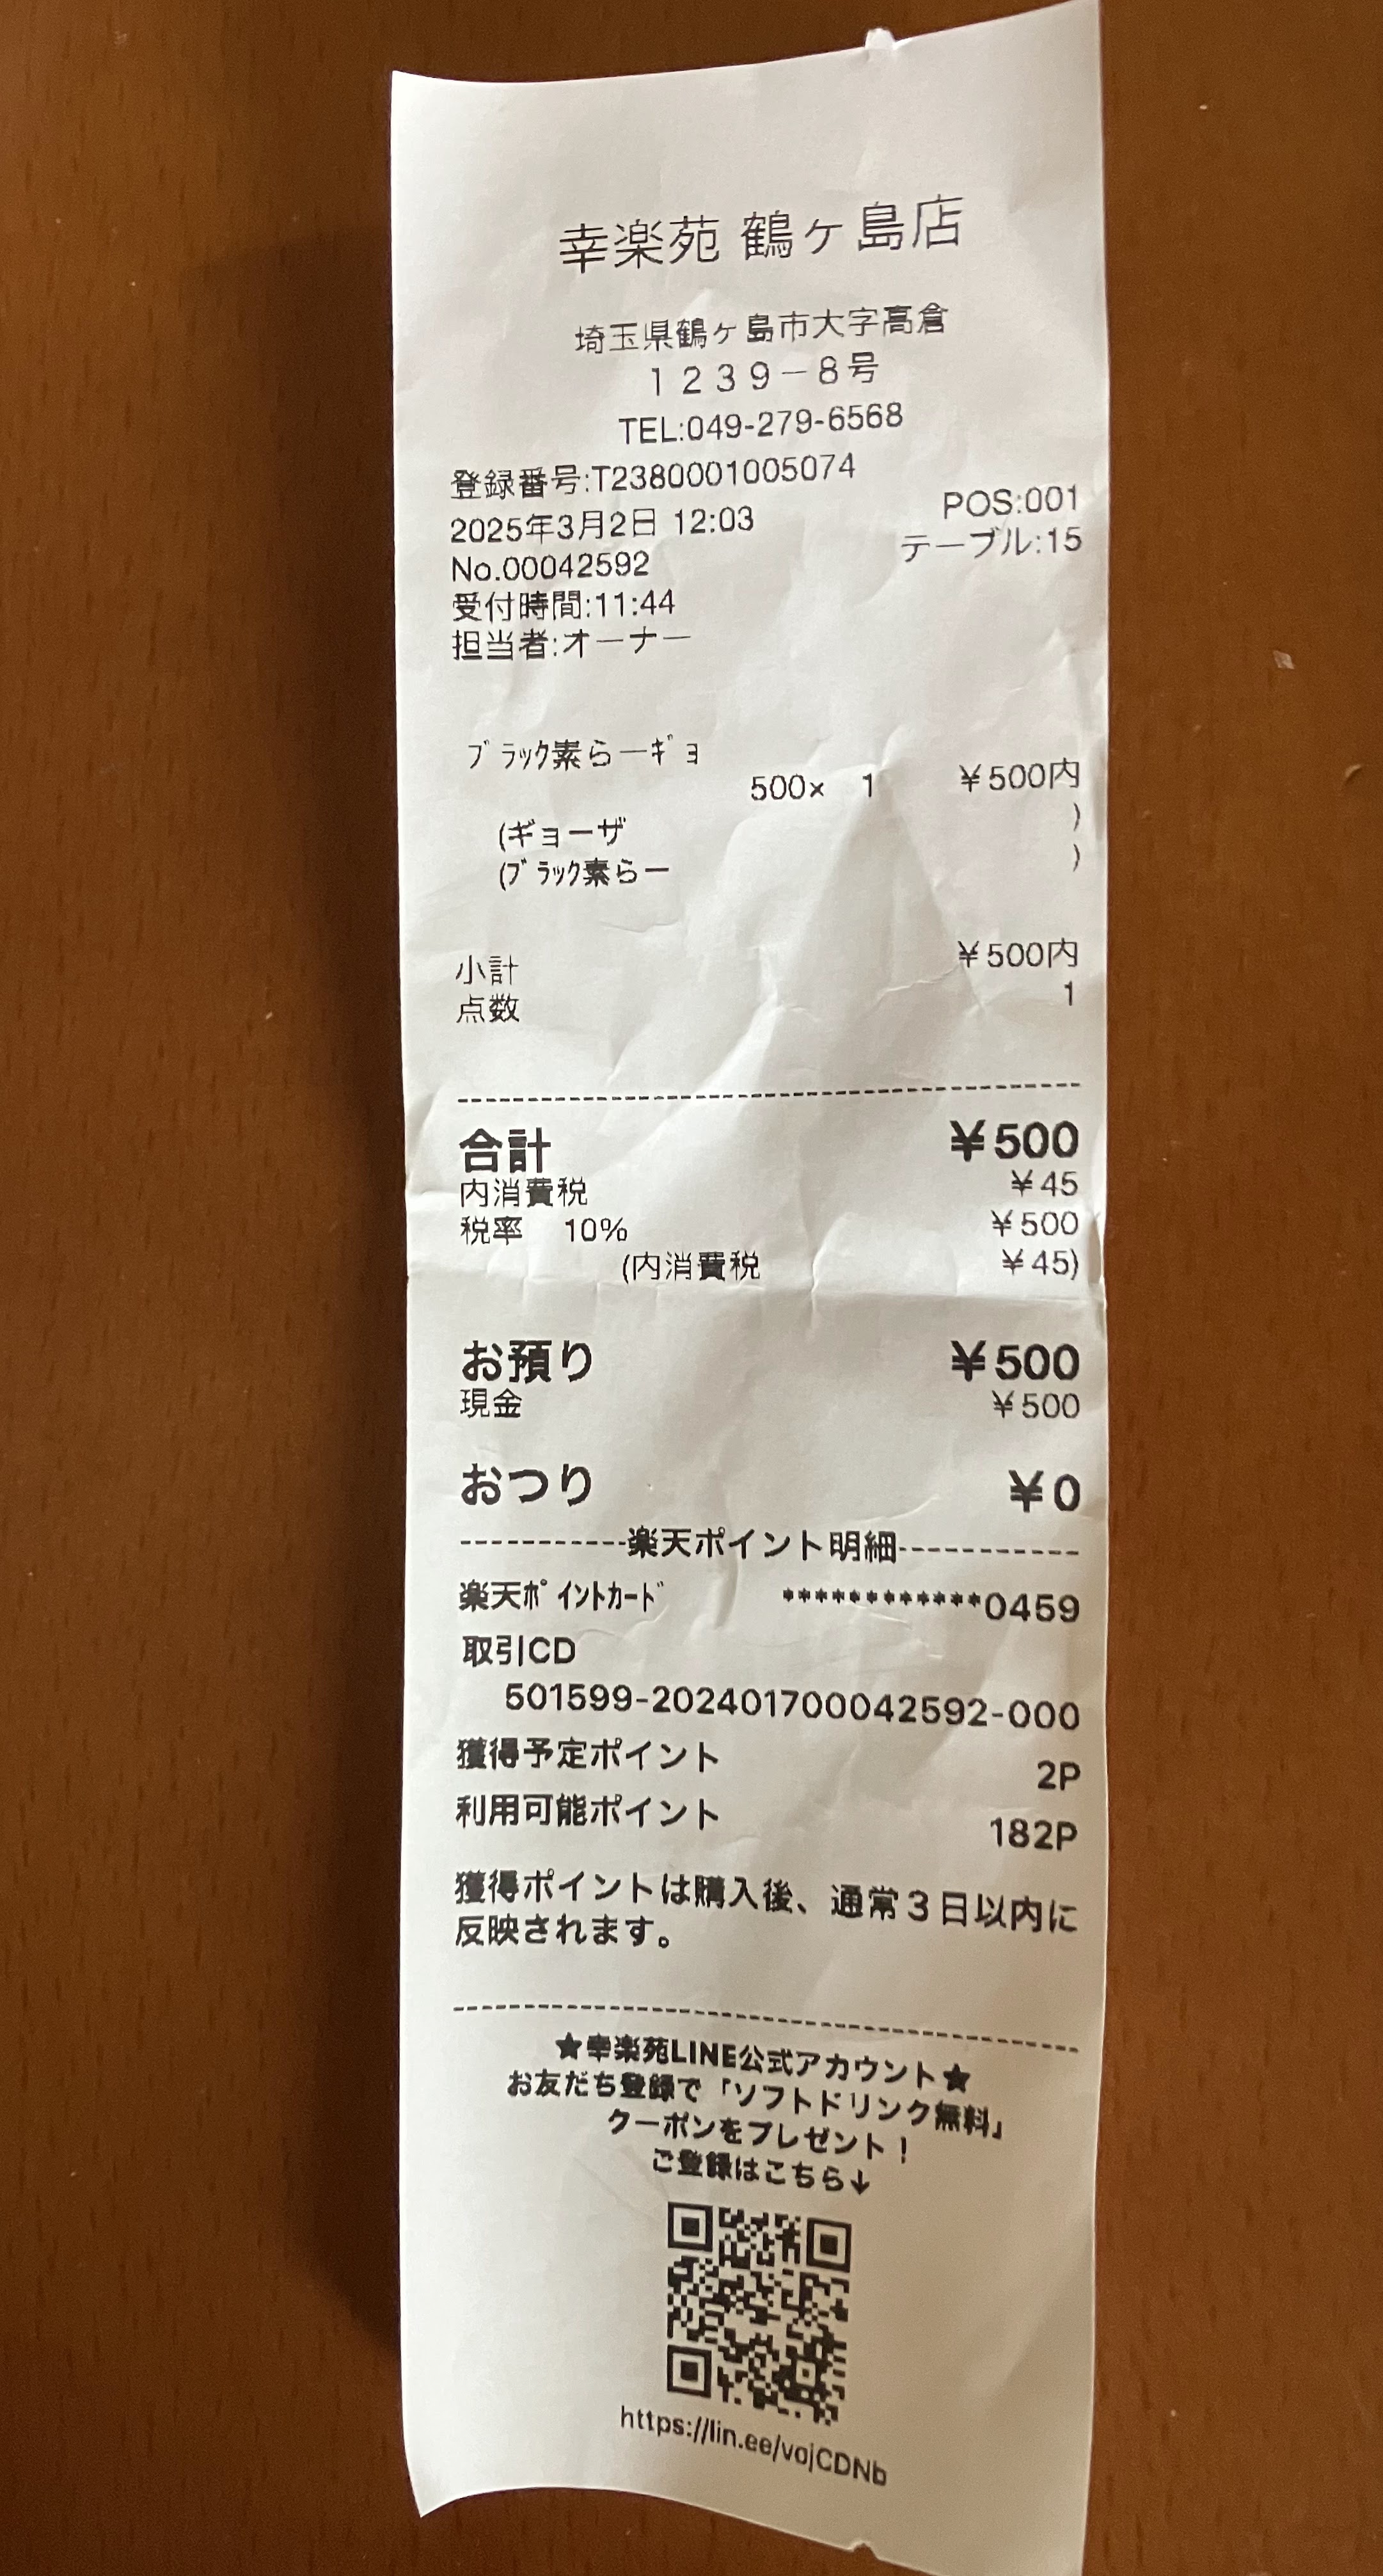 幸楽苑 鶴ヶ島店
埼玉県鶴ヶ島市大字高倉
1239－8号
TEL:049-279-6568
登録番号:T2380001005074
2025年3月2日 12:03 POS:001
No.00042592 テーブル:15
受付時間:11:44
担当者:オーナー
ﾌﾞﾗｯｸ素らーｷﾞｮ
500× 1 ¥500内
(ギョーザ )
(ﾌﾞﾗｯｸ素らー )
小計 ¥500内
点数 1
合計 ¥500
内消費税 ¥45
税率 10% ¥500
(内消費税 ¥45)
お預り ¥500
現金 ¥500
おつり ¥0
-----------楽天ポイント明細-----------
楽天ﾎﾟｲﾝﾄｶｰﾄﾞ ************0459
取引CD
501599-202401700042592-000
獲得予定ポイント 2P
利用可能ポイント 182P
獲得ポイントは購入後、通常3日以内に
反映されます。
★幸楽苑LINE公式アカウント★
お友だち登録で「ソフトドリンク無料」
クーポンをプレゼント！
ご登録はこちら↓
https://lin.ee/vojCDNb